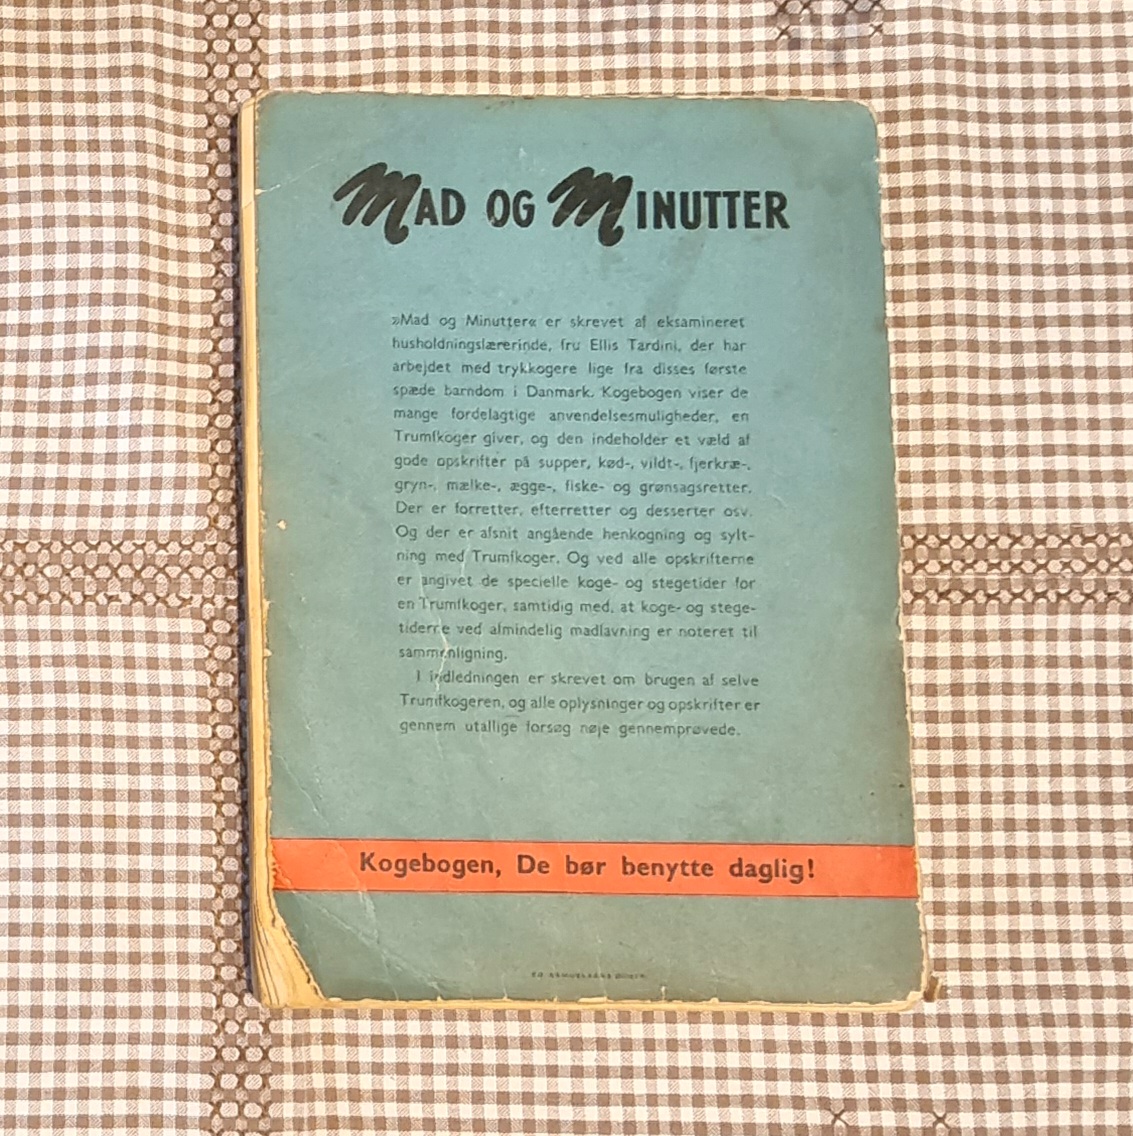 MAD OG MINUTTER
»Mad og Minutter« er skrevet af eksamineret
husholdningslærerinde, fru Ellis Tardini, der har
arbejdet med trykkogere lige fra disses første
spæde barndom i Danmark. Kogebogen viser de
mange fordelagtige anvendelsesmuligheder, en
Trumfkoger giver, og den indeholder et væld af
gode opskrifter på supper, kød-, vildt-, fjerkræ-,
gryn-, mælke-, ægge-, fiske- og grønsagsretter.
Der er forretter, efterretter og desserter osv.
Og der er afsnit angående henkogning og sylt-
ning med Trumfkoger. Og ved alle opskrifterne
er angivet de specielle koge- og stegetider for
en Trumfkoger, samtidig med, at koge- og stege-
tiderne ved almindelig madlavning er noteret til
sammenligning.
I indledningen er skrevet om brugen af selve
Trumfkogeren, og alle oplysninger og opskrifter er
gennem utallige forsøg nøje gennemprøvede.
Kogebogen, De bør benytte daglig!